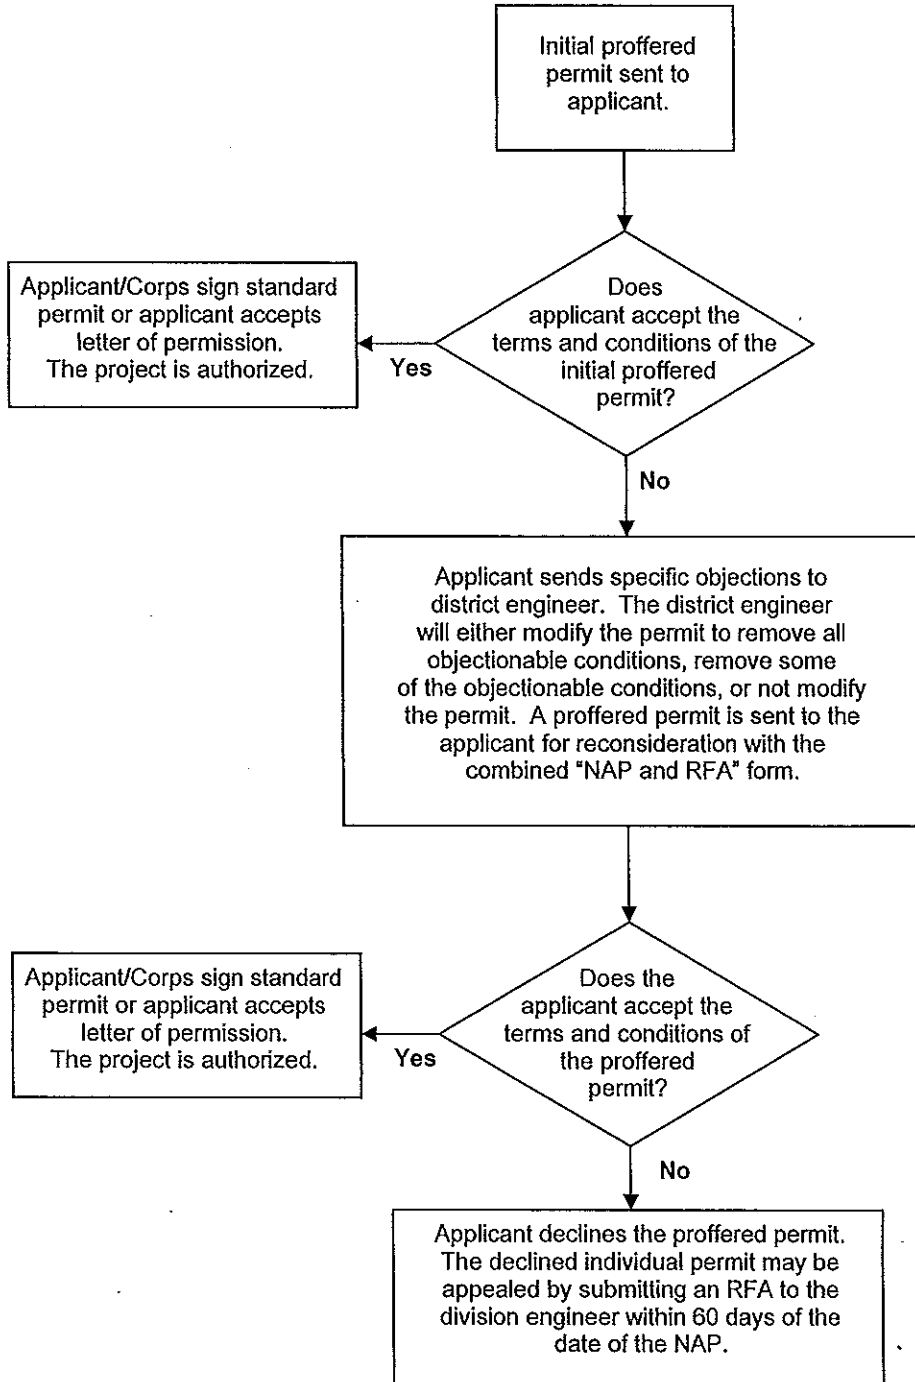 Initial proffered
permit sent to
applicant.
Does
applicant accept the
terms and conditions of the
initial proffered
permit?
Yes
Applicant/Corps sign standard
permit or applicant accepts
letter of permission.
The project is authorized.
No
Applicant sends specific objections to
district engineer. The district engineer
will either modify the permit to remove all
objectionable conditions, remove some
of the objectionable conditions, or not modify
the permit. A proffered permit is sent to the
applicant for reconsideration with the
combined "NAP and RFA" form.
Does the
applicant accept the
terms and conditions of
the proffered
permit?
Yes
Applicant/Corps sign standard
permit or applicant accepts
letter of permission.
The project is authorized.
No
Applicant declines the proffered permit.
The declined individual permit may be
appealed by submitting an RFA to the
division engineer within 60 days of the
date of the NAP.